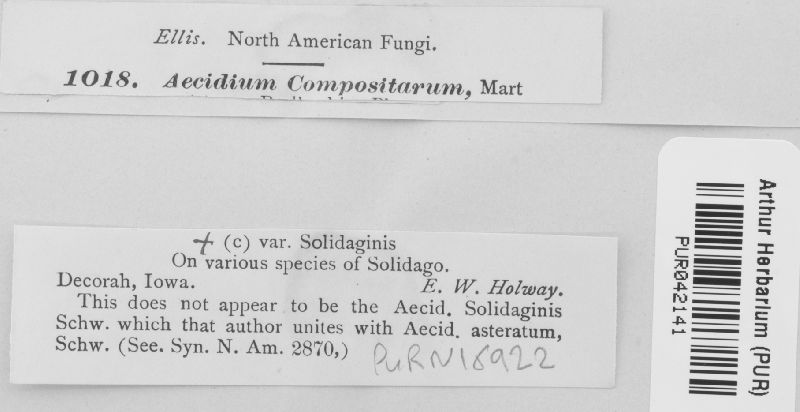 Ellis. North American Fungi.
1018. Aecidium Compositarum, Mart
+ (c) var. Solidaginis
On various species of Solidago.
Decorah, Iowa. E. W. Holway.
This does not appear to be the Aecid. Solidaginis
Schw. which that author unites with Aecid. asteratum,
Schw. (See. Syn. N. Am. 2870,)
PURN16922
Arthur Herbarium (PUR)
PUR042141